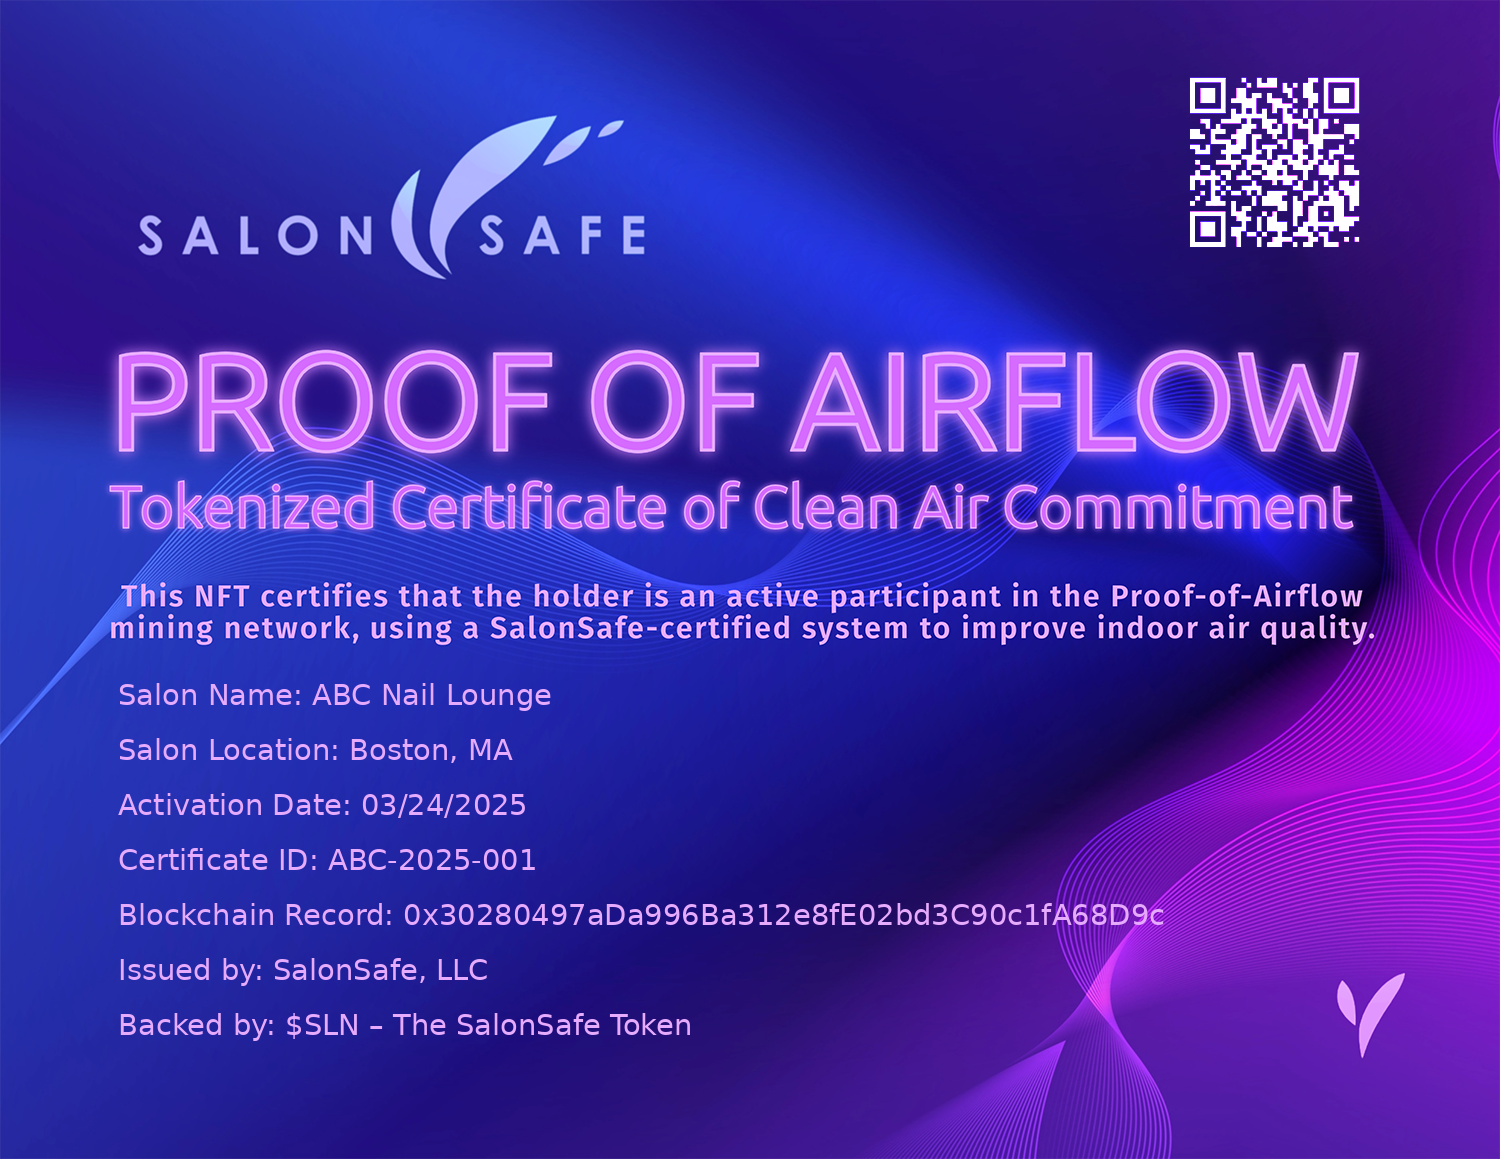 SALON SAFE
PROOF OF AIRFLOW
Tokenized Certificate of Clean Air Commitment
This NFT certifies that the holder is an active participant in the Proof-of-Airflow
mining network, using a SalonSafe-certified system to improve indoor air quality.
Salon Name: ABC Nail Lounge
Salon Location: Boston, MA
Activation Date: 03/24/2025
Certificate ID: ABC-2025-001
Blockchain Record: 0x30280497aDa996Ba312e8fE02bd3C90c1fA68D9c
Issued by: SalonSafe, LLC
Backed by: $SLN – The SalonSafe Token